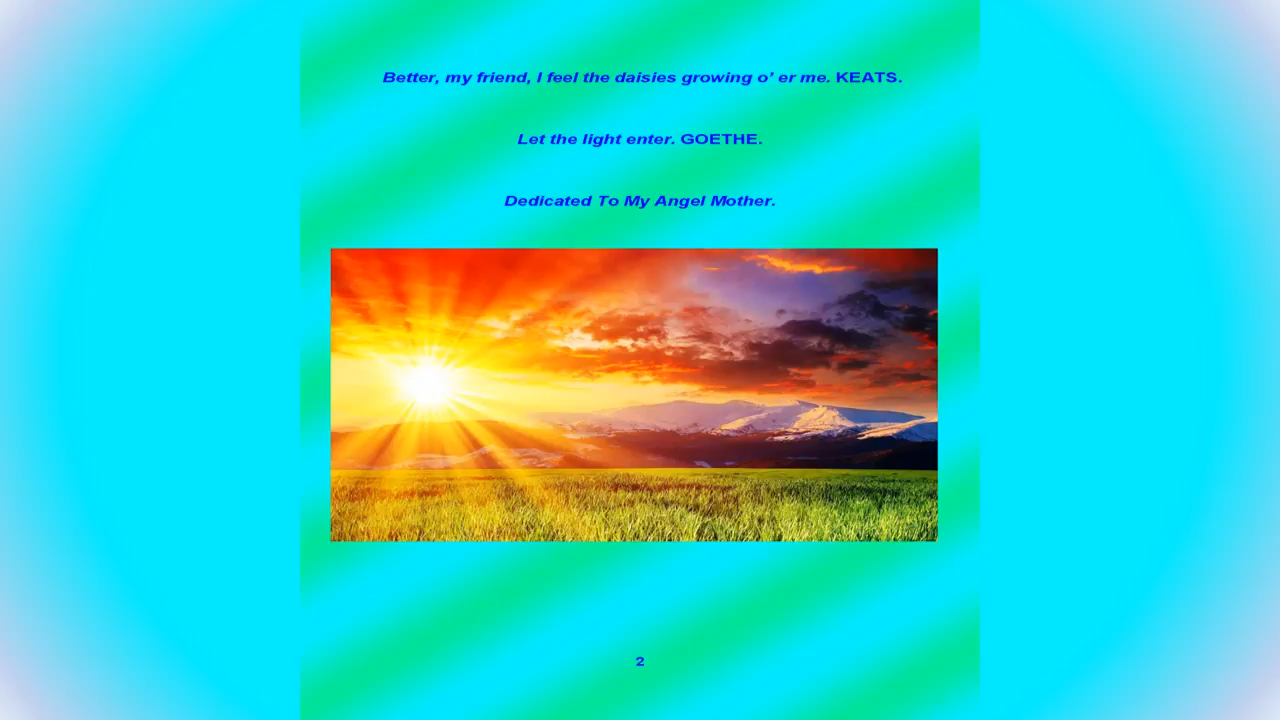 Better, my friend, I feel the daisies growing o’ er me. KEATS.
Let the light enter. GOETHE.
Dedicated To My Angel Mother.
2